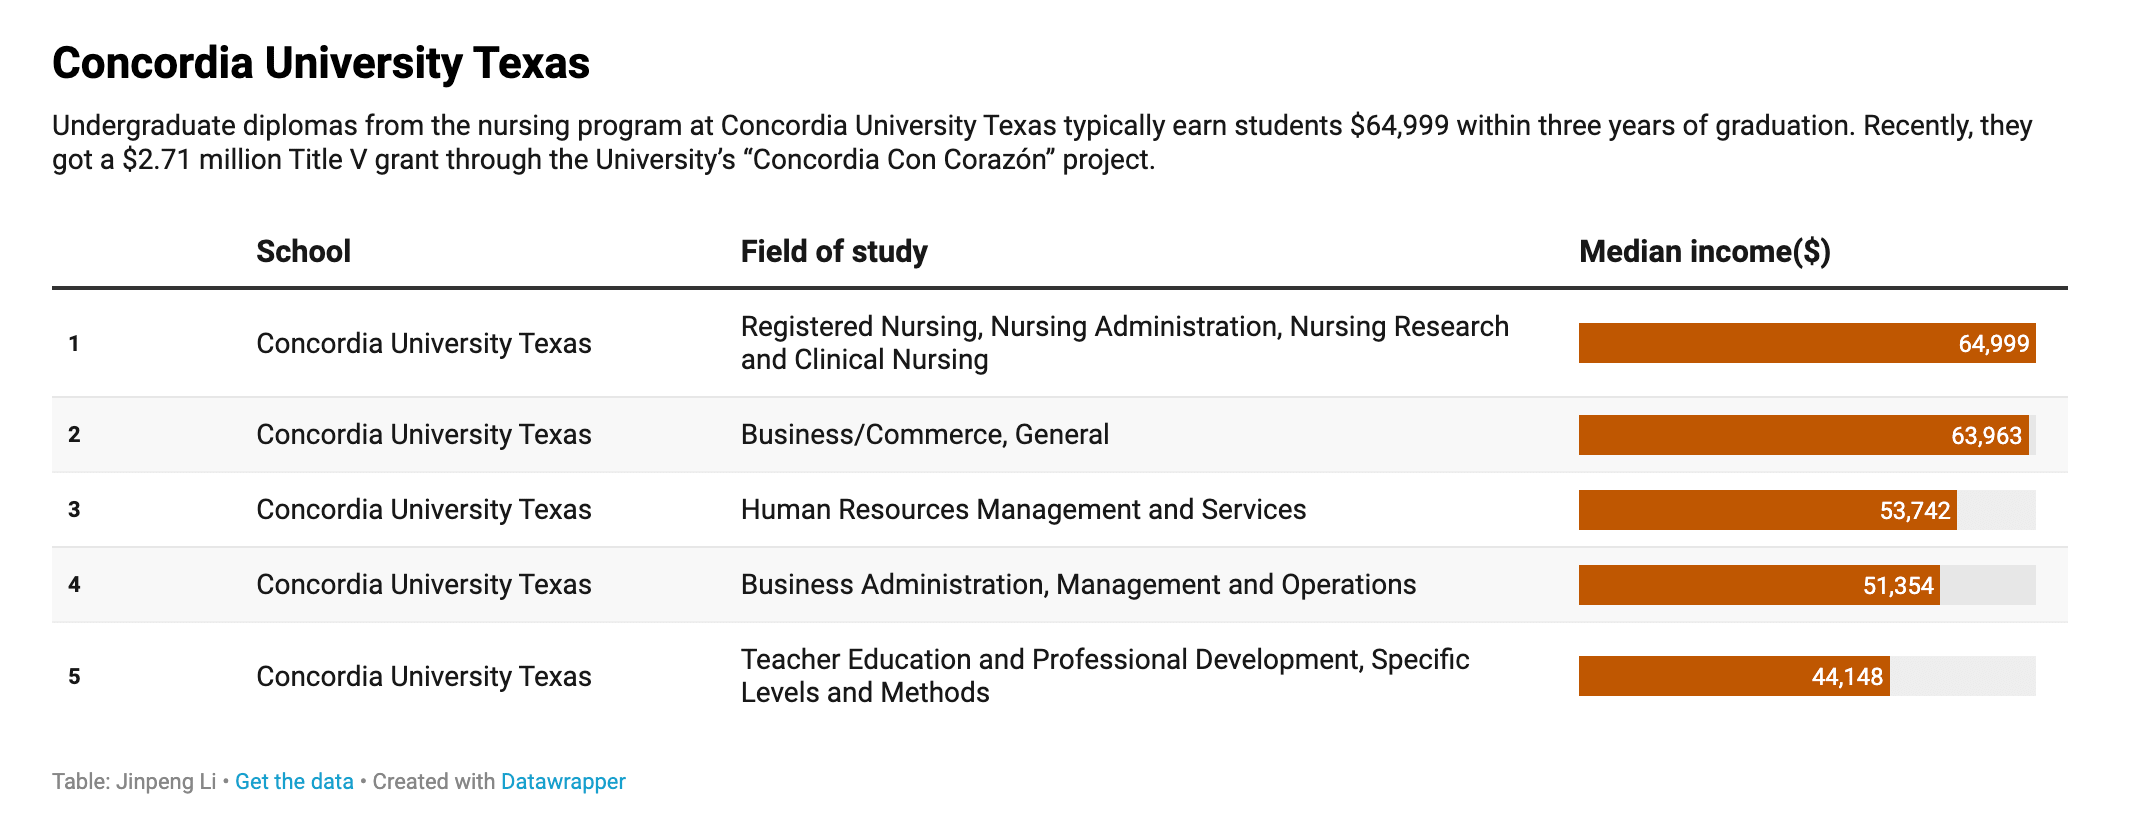 Concordia University Texas
Undergraduate diplomas from the nursing program at Concordia University Texas typically earn students $64,999 within three years of graduation. Recently, they
got a $2.71 million Title V grant through the University’s “Concordia Con Corazón” project.
School Field of study Median income($)
1 Concordia University Texas Registered Nursing, Nursing Administration, Nursing Research
and Clinical Nursing 64,999
2 Concordia University Texas Business/Commerce, General 63,963
3 Concordia University Texas Human Resources Management and Services 53,742
4 Concordia University Texas Business Administration, Management and Operations 51,354
5 Concordia University Texas Teacher Education and Professional Development, Specific
Levels and Methods 44,148
Table: Jinpeng Li • Get the data • Created with Datawrapper